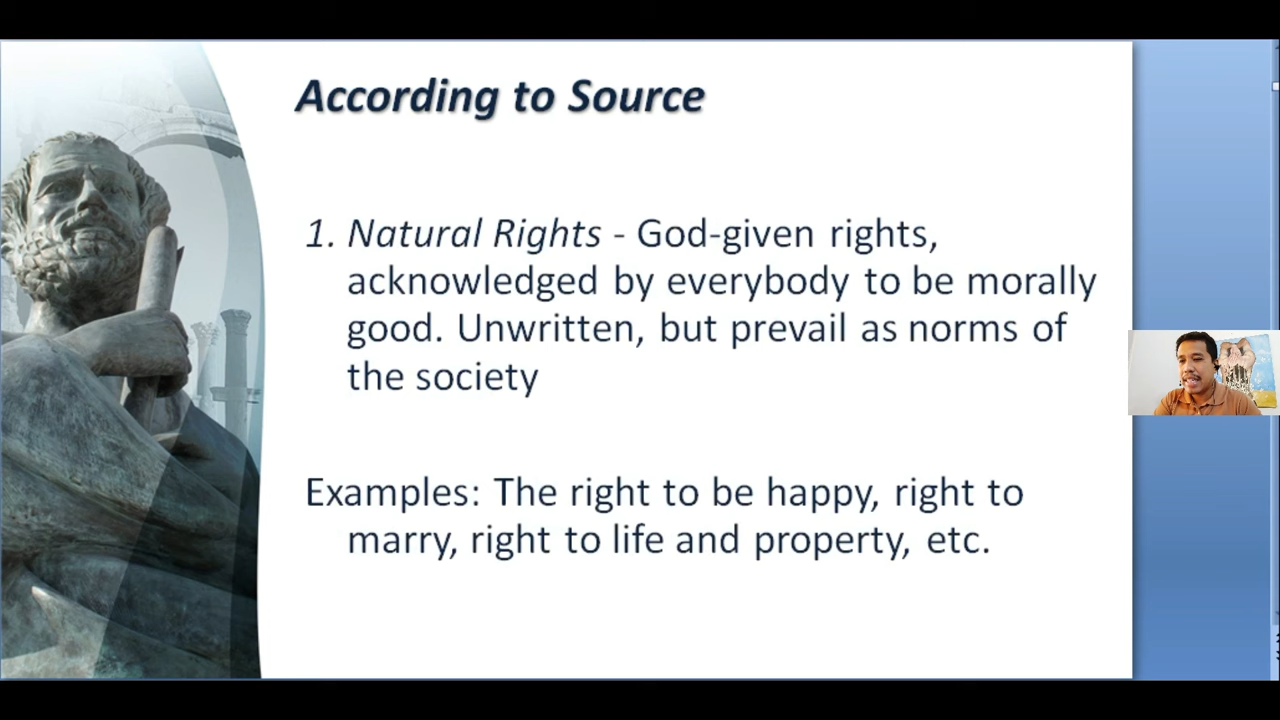 According to Source
1. Natural Rights - God-given rights,
acknowledged by everybody to be morally
good. Unwritten, but prevail as norms of
the society
Examples: The right to be happy, right to
marry, right to life and property, etc.